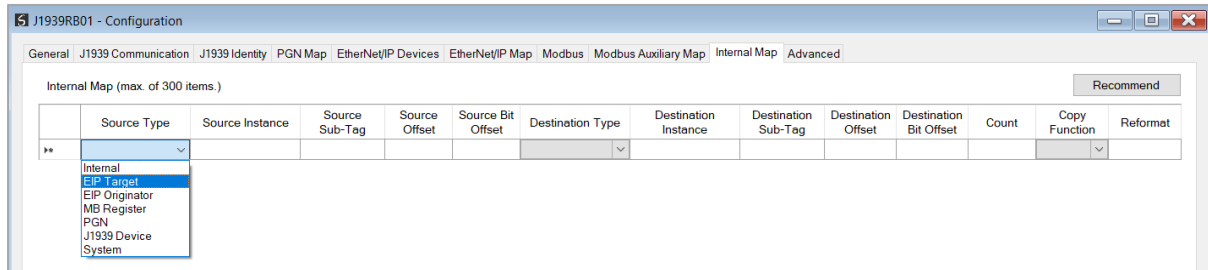 J1939RB01 - Configuration
General J1939 Communication J1939 Identity PGN Map EtherNet/IP Devices EtherNet/IP Map Modbus Modbus Auxiliary Map Internal Map Advanced
Internal Map (max. of 300 items.)
Recommend
Source Type Source Instance Source Sub-Tag Source Offset Source Bit Offset Destination Type Destination Instance Destination Sub-Tag Destination Offset Destination Bit Offset Count Copy Function Reformat
Internal
EIP Target
EIP Originator
MB Register
PGN
J1939 Device
System